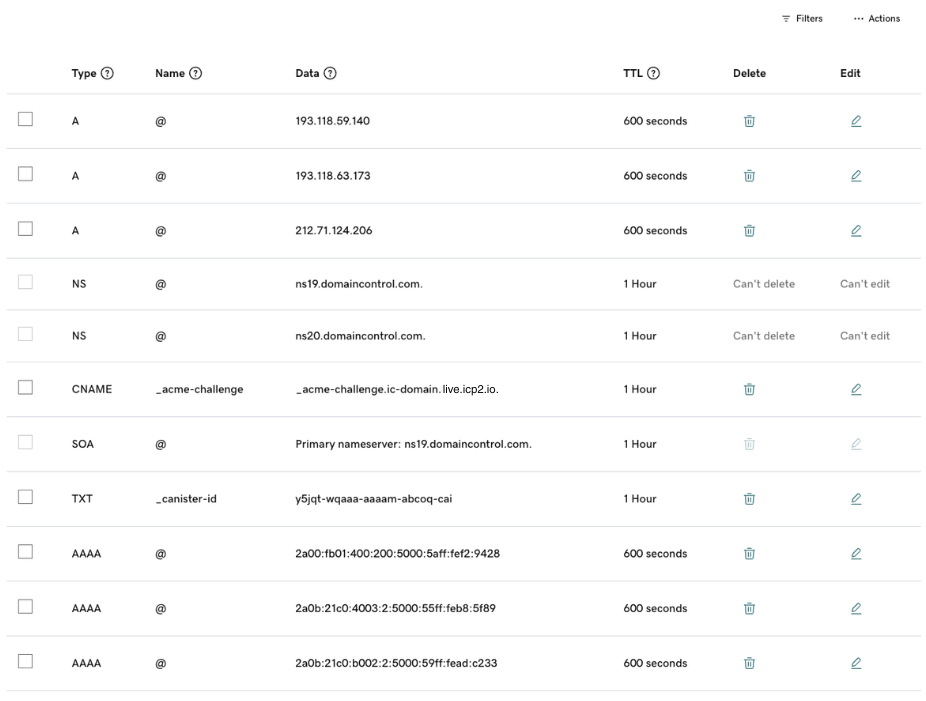 Filters ··· Actions
Type ? Name ? Data ? TTL ? Delete Edit
A @ 193.118.59.140 600 seconds
A @ 193.118.63.173 600 seconds
A @ 212.71.124.206 600 seconds
NS @ ns19.domaincontrol.com. 1 Hour Can't delete Can't edit
NS @ ns20.domaincontrol.com. 1 Hour Can't delete Can't edit
CNAME _acme-challenge _acme-challenge.ic-domain.live.icp2.io. 1 Hour
SOA @ Primary nameserver: ns19.domaincontrol.com. 1 Hour
TXT _canister-id y5jqt-wqaaa-aaaam-abcoq-cai 1 Hour
AAAA @ 2a00:fb01:400:200:5000:5aff:fef2:9428 600 seconds
AAAA @ 2a0b:21c0:4003:2:5000:55ff:feb8:5f89 600 seconds
AAAA @ 2a0b:21c0:b002:2:5000:59ff:fead:c233 600 seconds